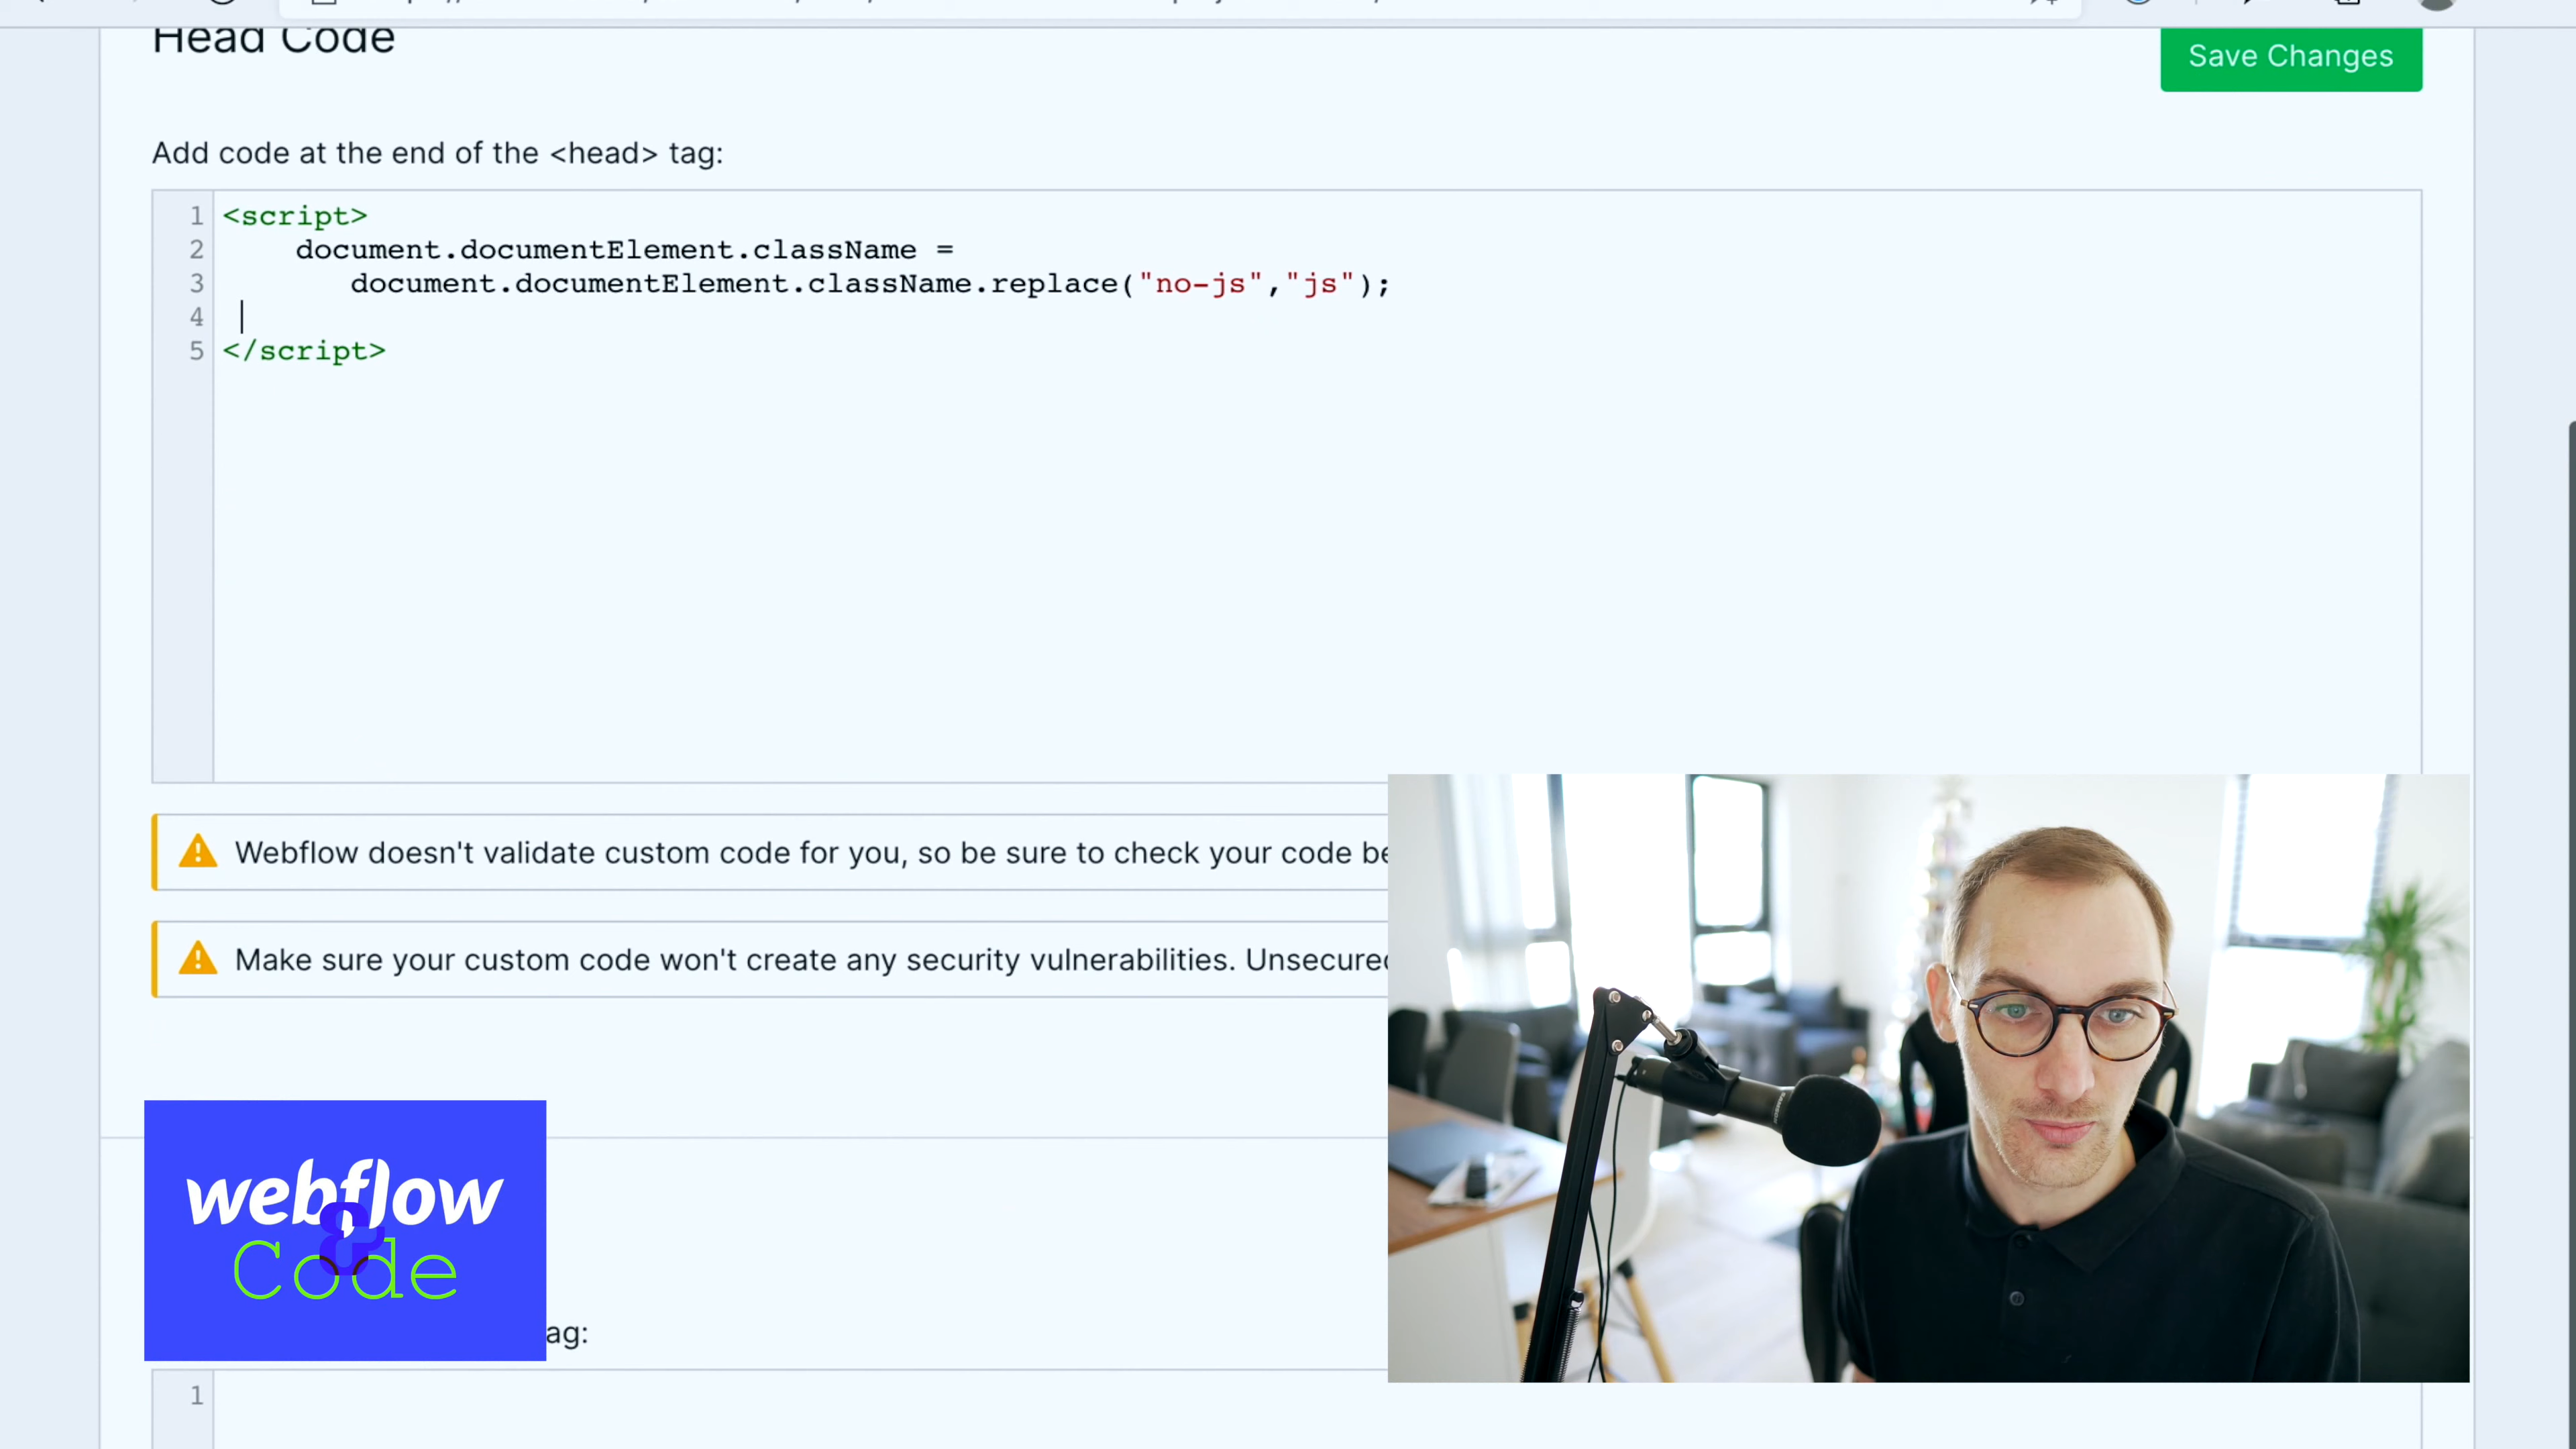 Head Code
Save Changes
Add code at the end of the <head> tag:
1 <script>
2 document.documentElement.className =
3 document.documentElement.className.replace("no-js","js");
4
5 </script>
Webflow doesn't validate custom code for you, so be sure to check your code be
Make sure your custom code won't create any security vulnerabilities. Unsecured
webflow
&
Code
ag:
1